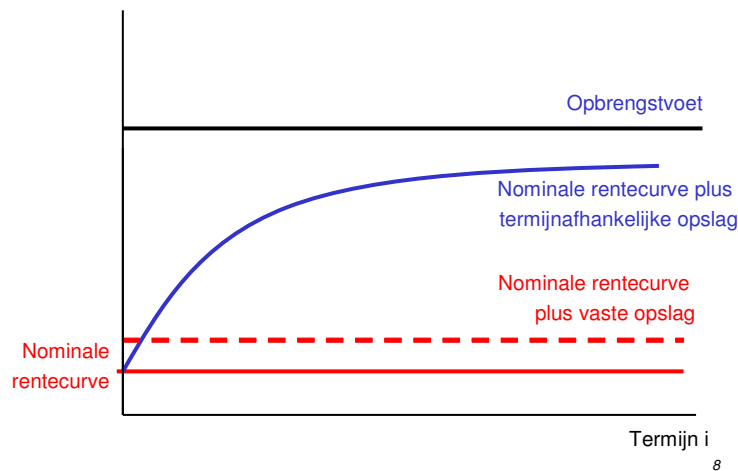 Opbrengstvoet
Nominale rentecurve plus
termijnafhankelijke opslag
Nominale rentecurve
plus vaste opslag
Nominale
rentecurve
Termijn i
8